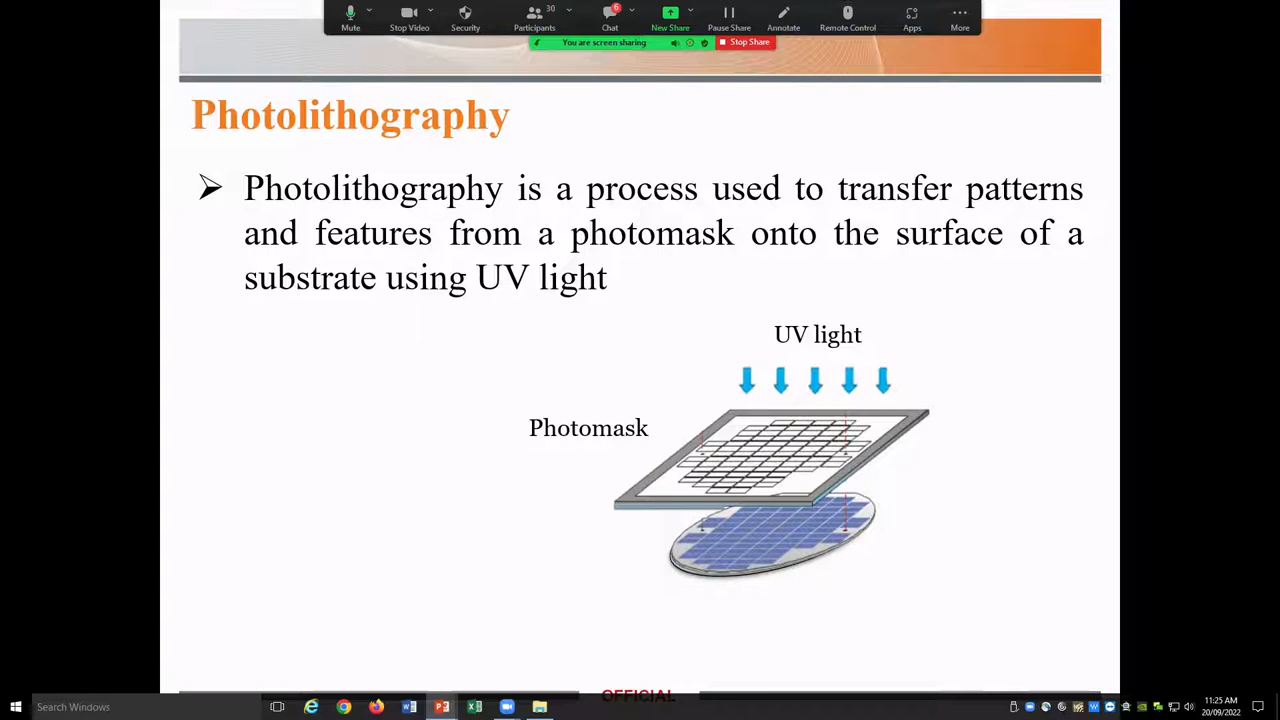 30
6
Mute
Stop Video
Security
Participants
Chat
New Share
Pause Share
Annotate
Remote Control
Apps
More
You are screen sharing
Stop Share
Photolithography
Photolithography is a process used to transfer patterns
and features from a photomask onto the surface of a
substrate using UV light
UV light
Photomask
OFFICIAL
Search Windows
11:25 AM
20/09/2022